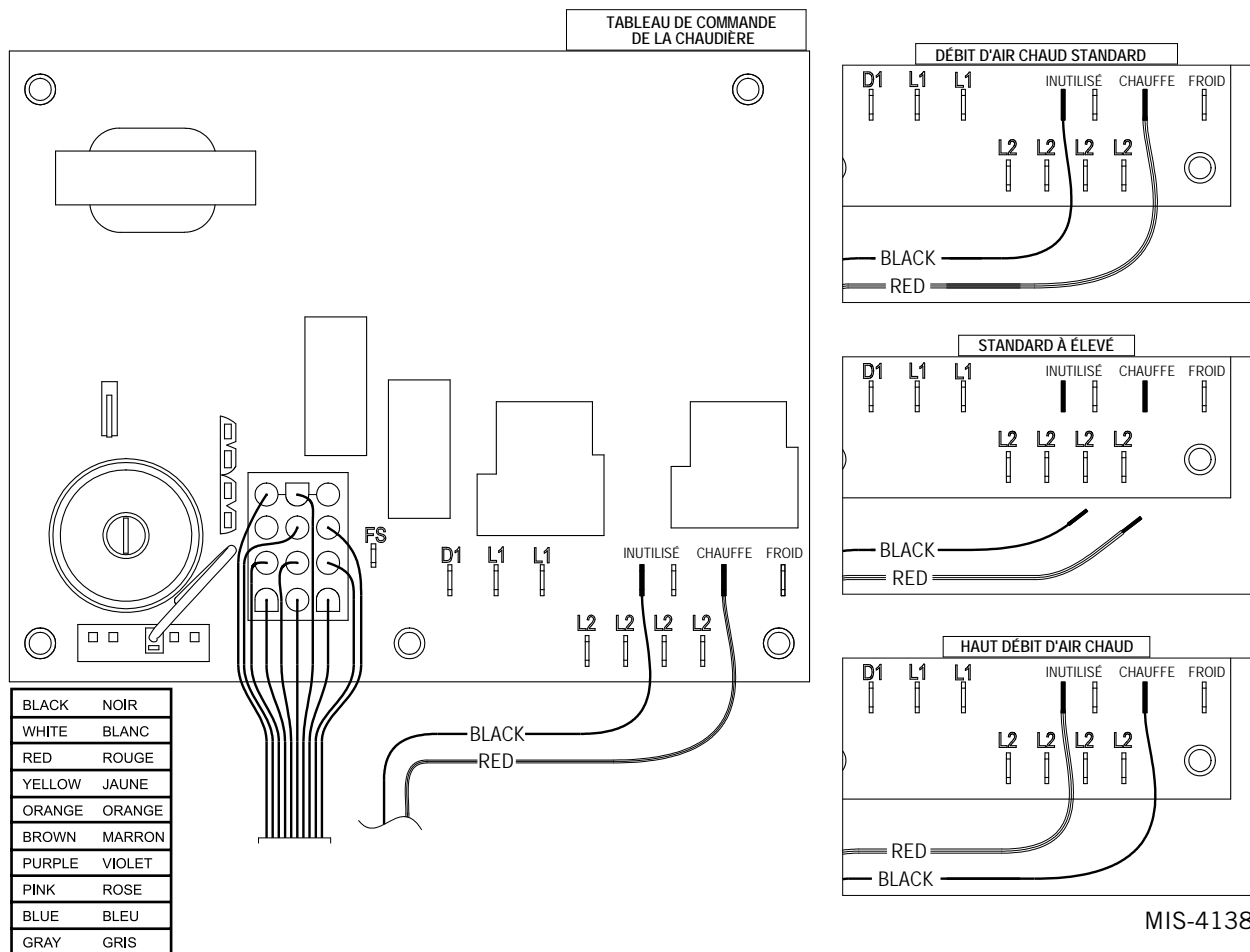 TABLEAU DE COMMANDE
DE LA CHAUDIÈRE
FS
D1 L1 L1 INUTILISÉ CHAUFFE FROID
L2 L2 L2 L2
BLACK
RED
BLACK NOIR
WHITE BLANC
RED ROUGE
YELLOW JAUNE
ORANGE ORANGE
BROWN MARRON
PURPLE VIOLET
PINK ROSE
BLUE BLEU
GRAY GRIS
DÉBIT D'AIR CHAUD STANDARD
D1 L1 L1 INUTILISÉ CHAUFFE FROID
L2 L2 L2 L2
BLACK
RED
STANDARD À ÉLEVÉ
D1 L1 L1 INUTILISÉ CHAUFFE FROID
L2 L2 L2 L2
BLACK
RED
HAUT DÉBIT D'AIR CHAUD
D1 L1 L1 INUTILISÉ CHAUFFE FROID
L2 L2 L2 L2
RED
BLACK
MIS-4138